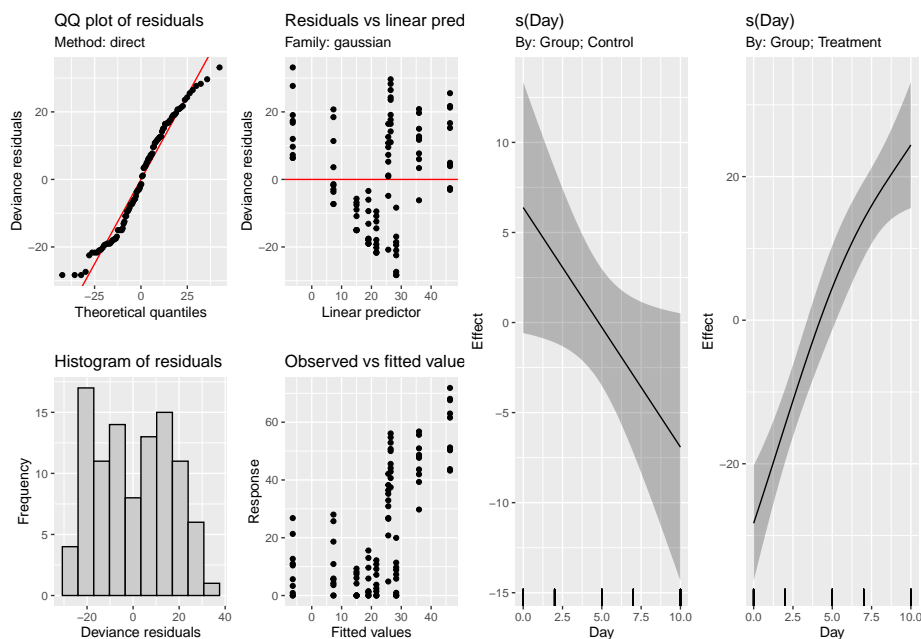 QQ plot of residuals
Method: direct
Deviance residuals
20
0
−20
−25
0
25
Theoretical quantiles
Residuals vs linear pred
Family: gaussian
Deviance residuals
20
0
−20
0
10
20
30
40
Linear predictor
Histogram of residuals
Frequency
15
10
5
0
−20
0
20
40
Deviance residuals
Observed vs fitted value
Response
60
40
20
0
0
10
20
30
40
Fitted values
s(Day)
By: Group; Control
Effect
10
5
0
−5
−10
−15
0.0
2.5
5.0
7.5
10.0
Day
s(Day)
By: Group; Treatment
Effect
20
0
−20
0.0
2.5
5.0
7.5
10.0
Day